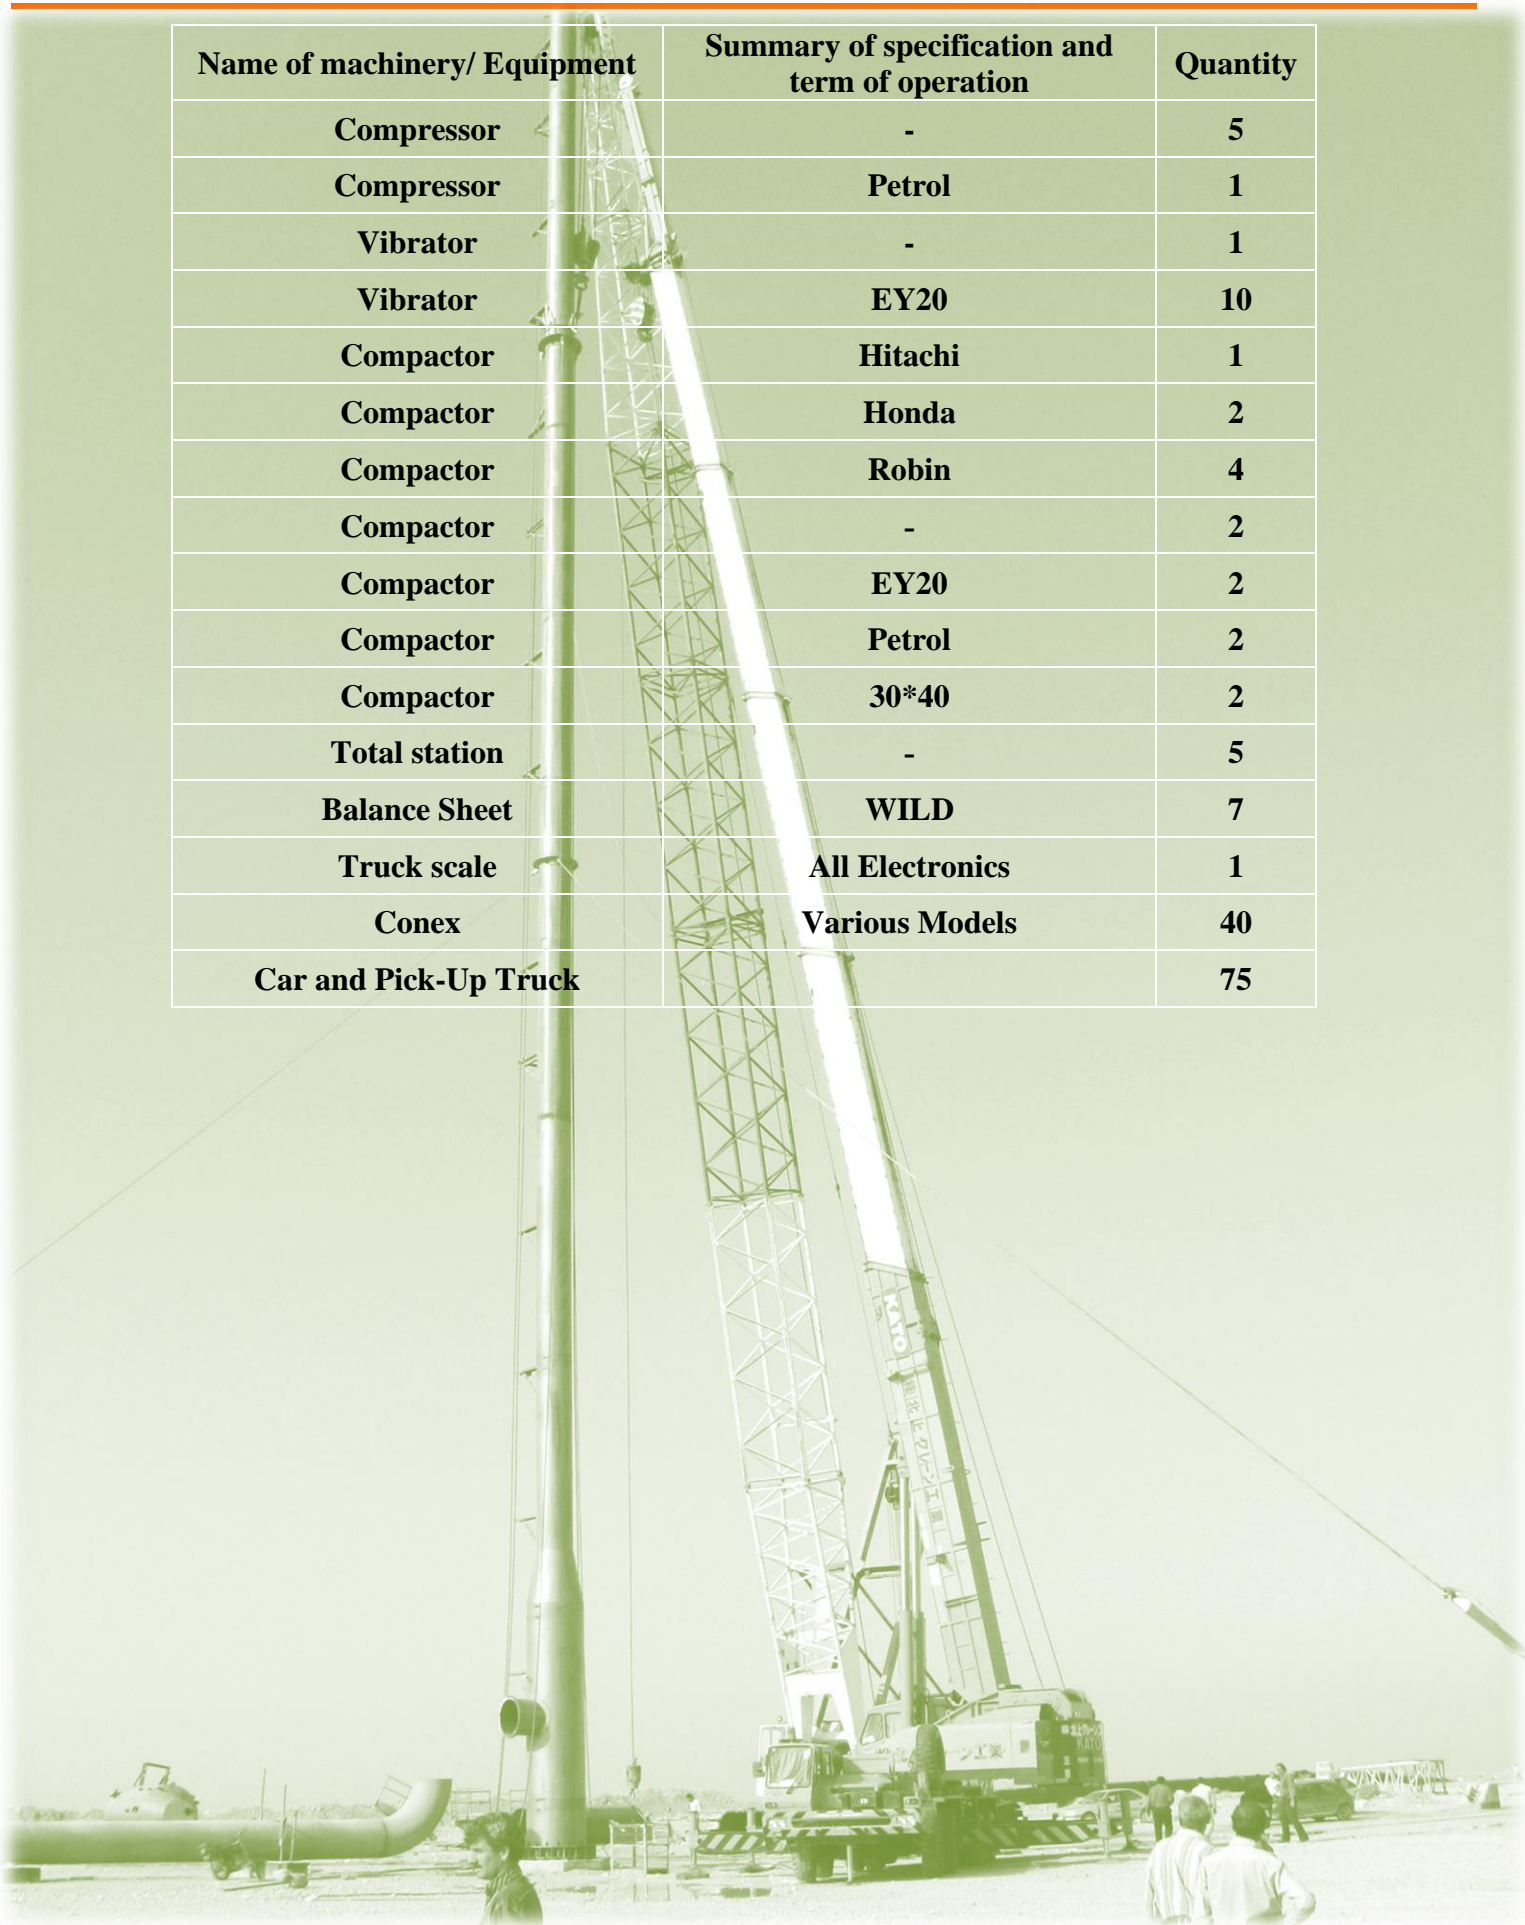 Name of machinery/ Equipment Summary of specification and term of operation Quantity
Compressor - 5
Compressor Petrol 1
Vibrator - 1
Vibrator EY20 10
Compactor Hitachi 1
Compactor Honda 2
Compactor Robin 4
Compactor - 2
Compactor EY20 2
Compactor Petrol 2
Compactor 30*40 2
Total station - 5
Balance Sheet WILD 7
Truck scale All Electronics 1
Conex Various Models 40
Car and Pick-Up Truck 75
KATO
KATO